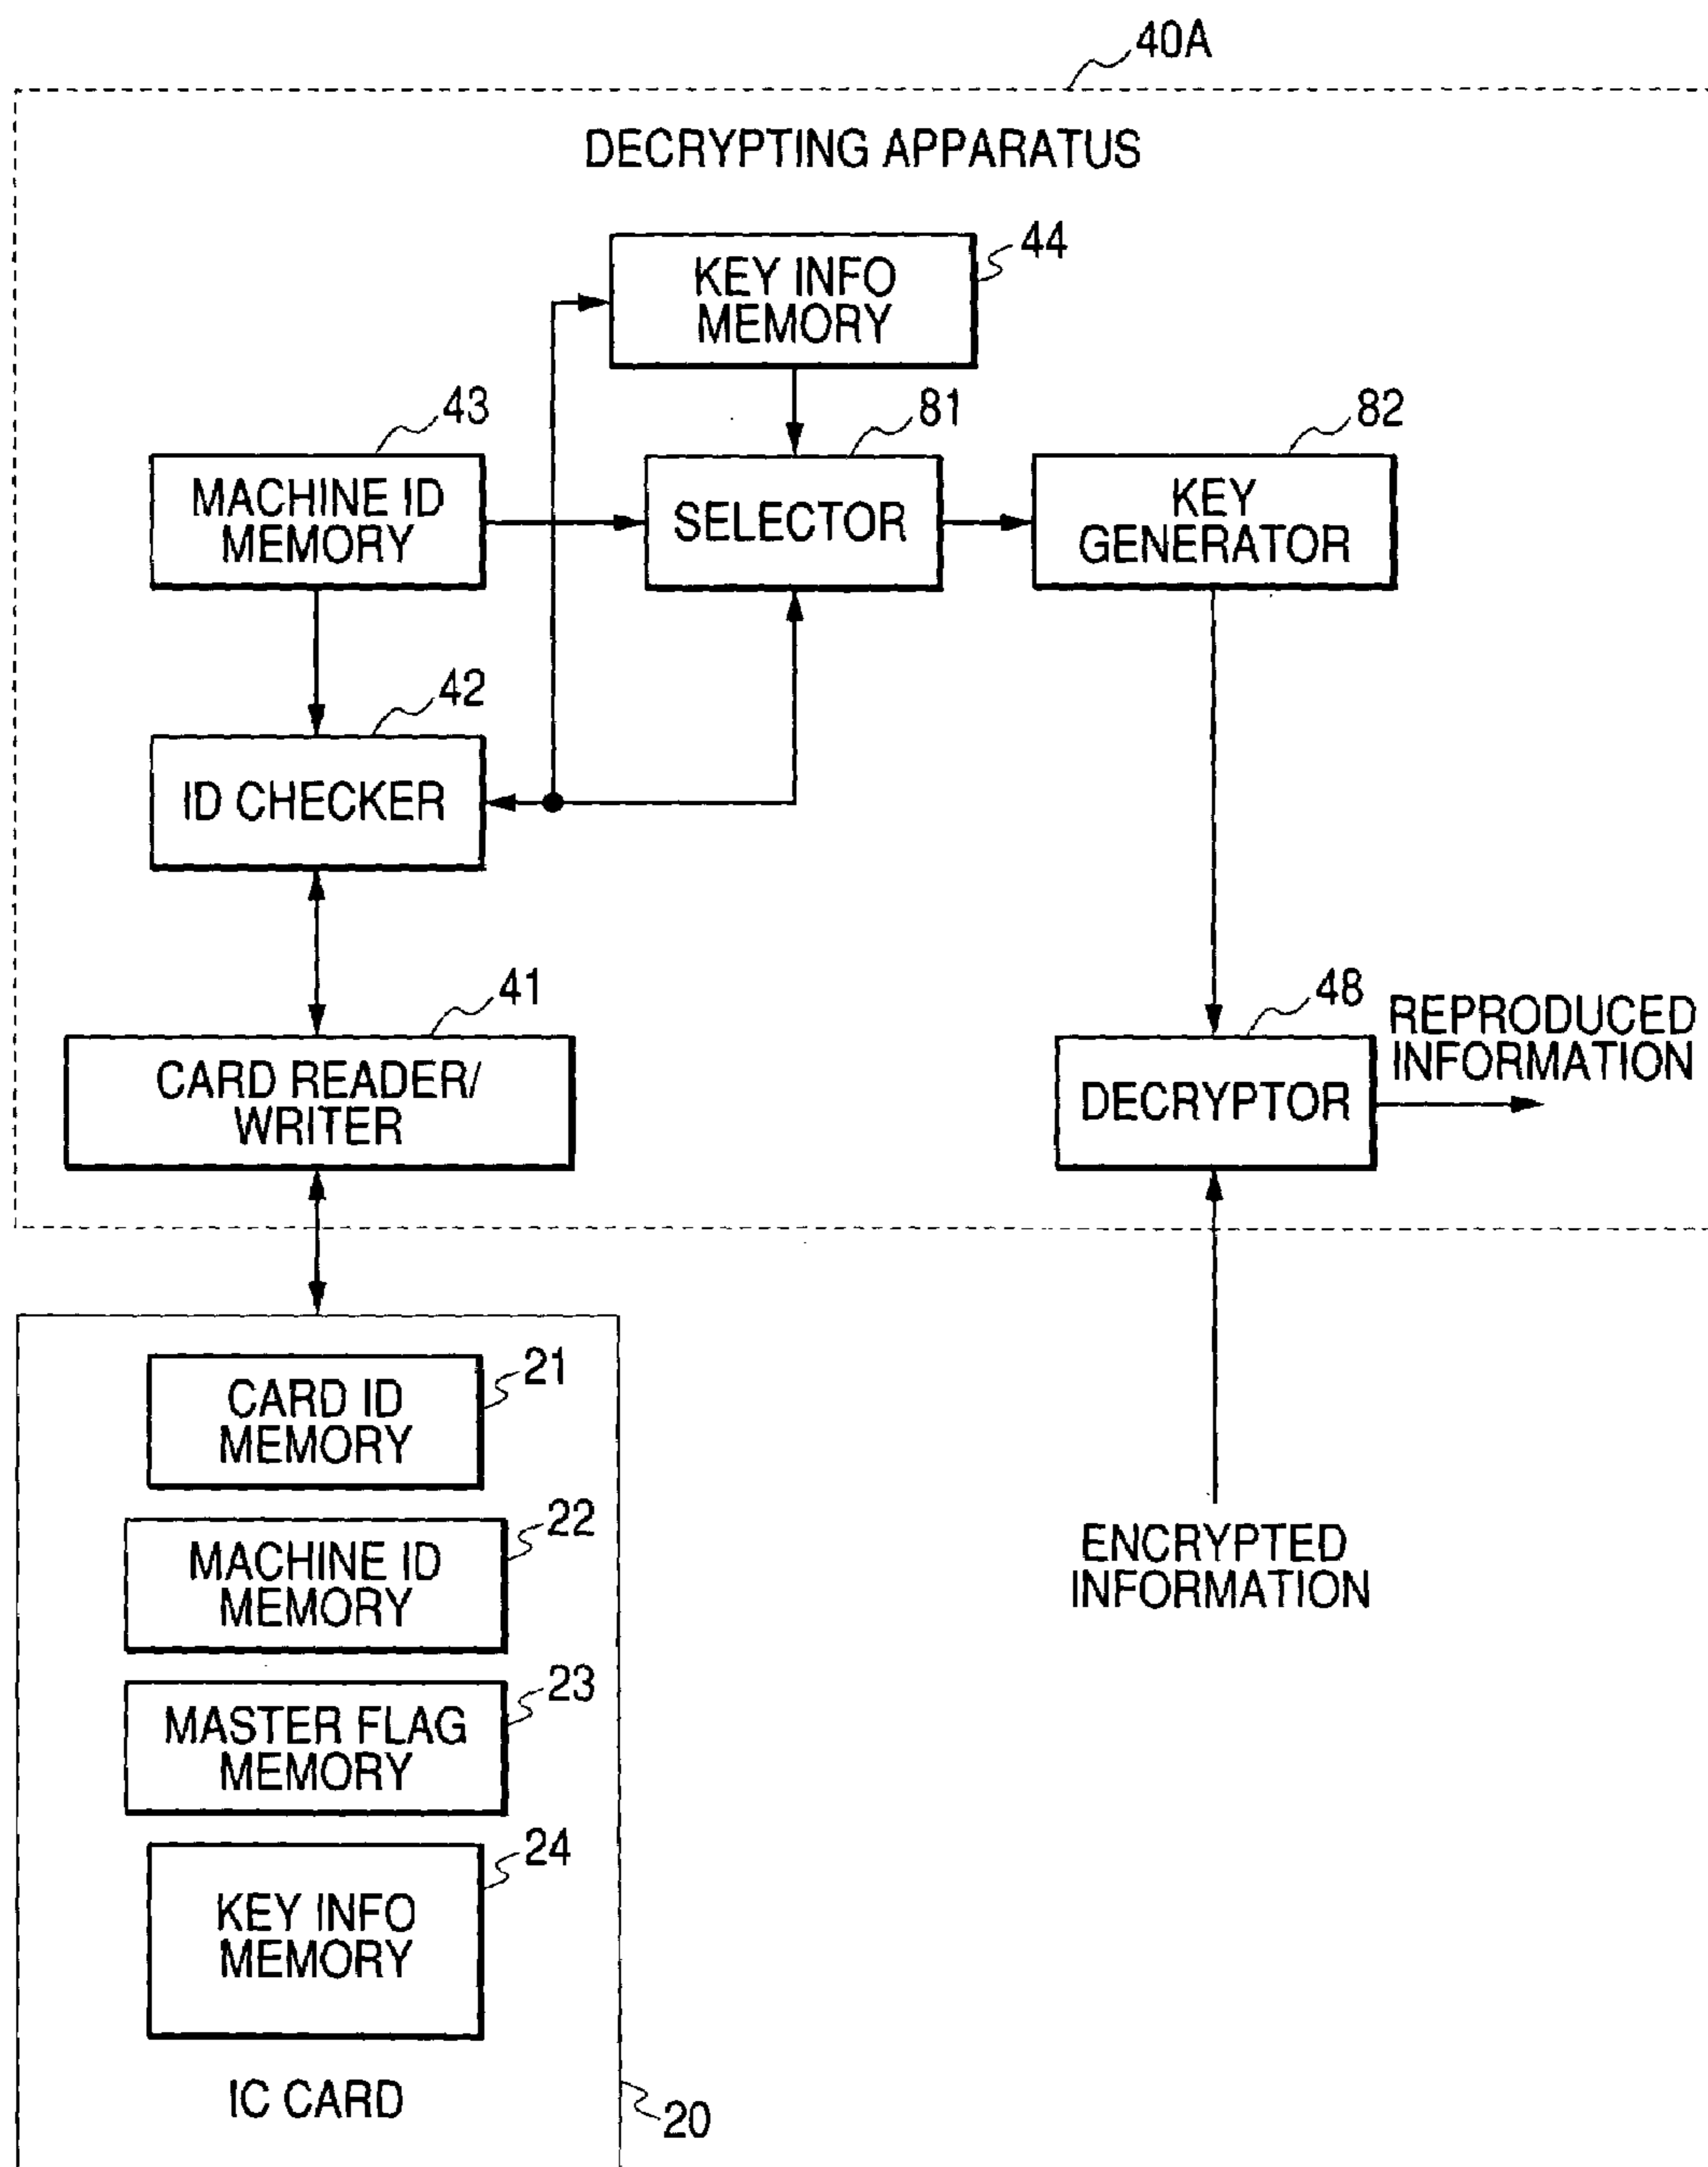 40A
DECRYPTING APPARATUS
44
KEY INFO
MEMORY
43
81
82
MACHINE ID
MEMORY
SELECTOR
KEY
GENERATOR
42
ID CHECKER
41
48
REPRODUCED
INFORMATION
CARD READER/
WRITER
DECRYPTOR
21
CARD ID
MEMORY
22
MACHINE ID
MEMORY
ENCRYPTED
INFORMATION
23
MASTER FLAG
MEMORY
24
KEY INFO
MEMORY
IC CARD
20